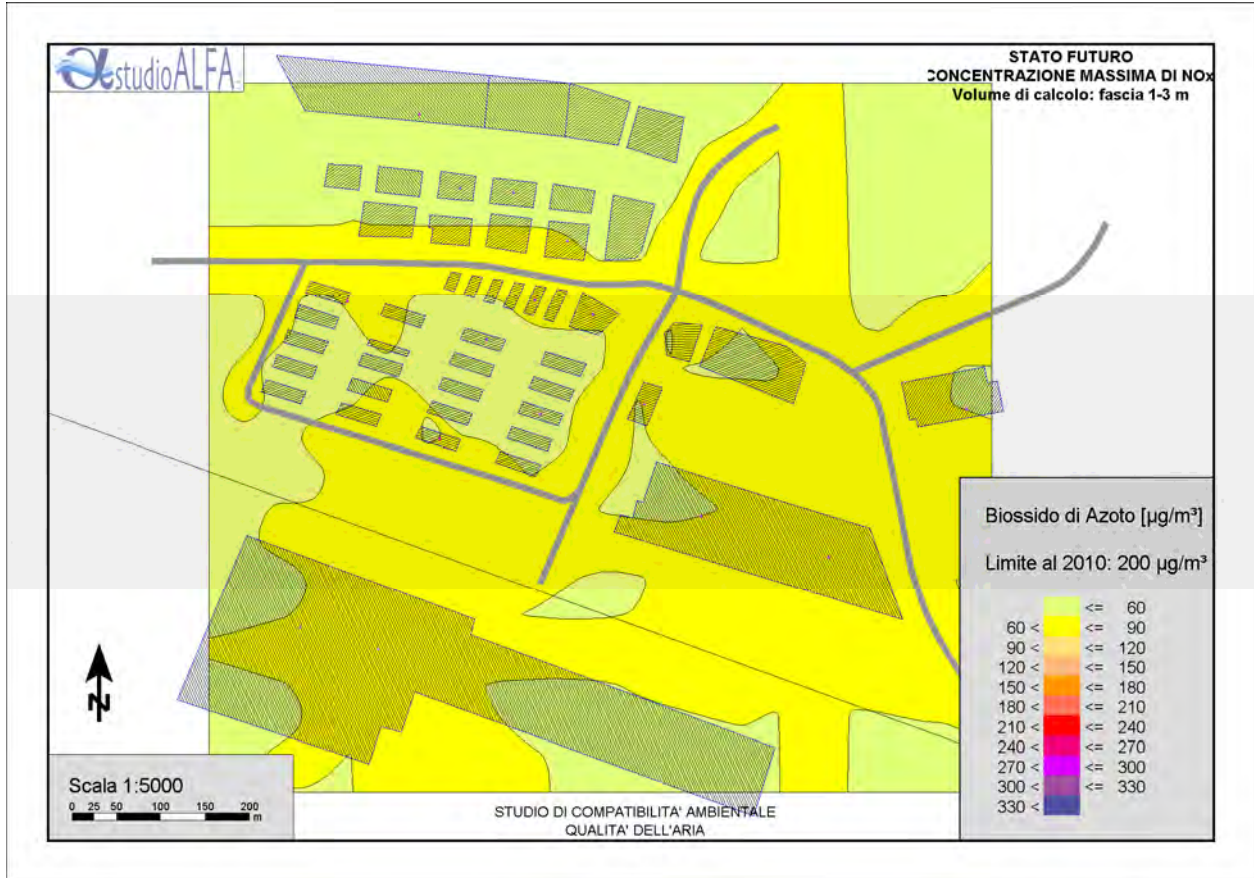 αstudioALFA
STATO FUTURO
CONCENTRAZIONE MASSIMA DI NOx
Volume di calcolo: fascia 1-3 m
Biossido di Azoto [µg/m³]
Limite al 2010: 200 µg/m³
<= 60
60 < <= 90
90 < <= 120
120 < <= 150
150 < <= 180
180 < <= 210
210 < <= 240
240 < <= 270
270 < <= 300
300 < <= 330
330 <
N
Scala 1:5000
0 25 50 100 150 200
m
STUDIO DI COMPATIBILITA' AMBIENTALE
QUALITA' DELL'ARIA